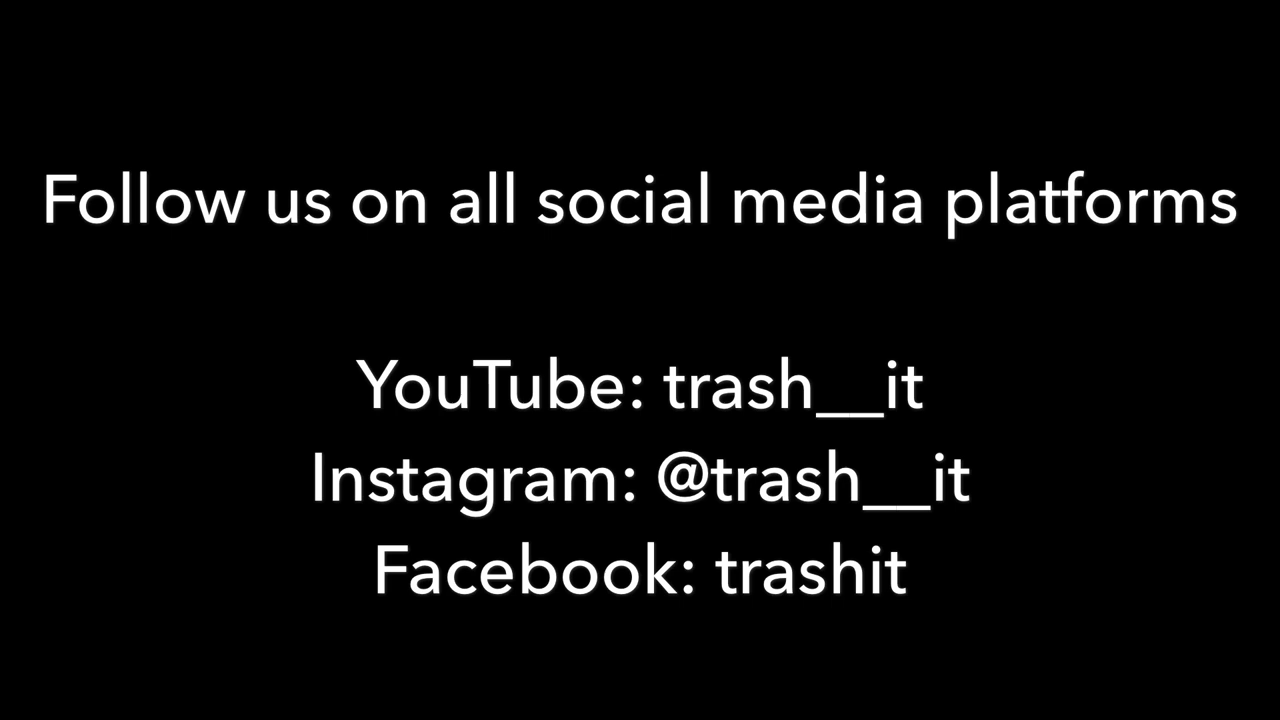 Follow us on all social media platforms
YouTube: trash__it
Instagram: @trash__it
Facebook: trashit